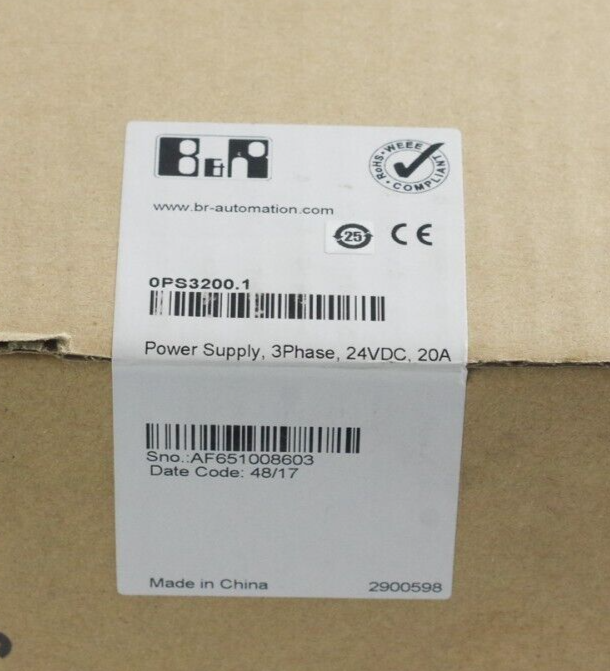 B&R
RoHS • WEEE • COMPLIANT
www.br-automation.com
25 CE
0PS3200.1
Power Supply, 3Phase, 24VDC, 20A
Sno.:AF651008603
Date Code: 48/17
Made in China 2900598